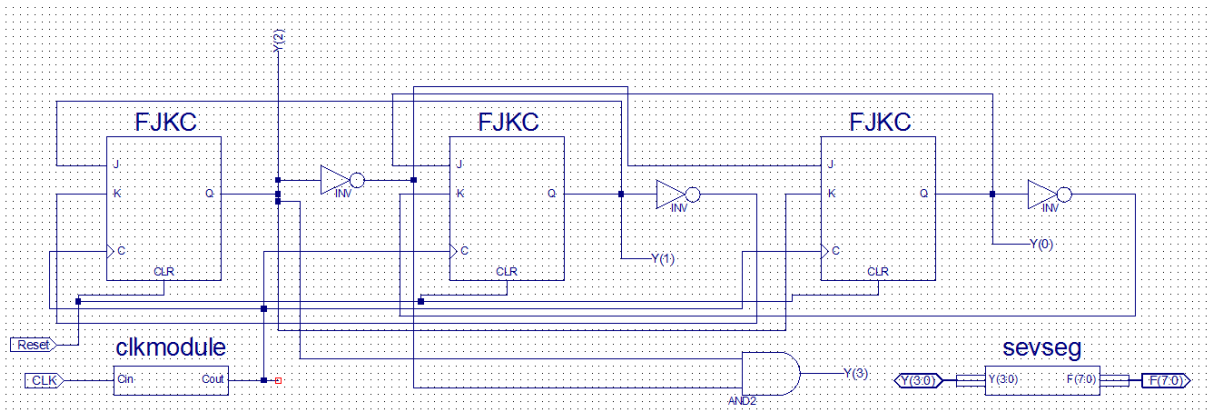 Y(2)
FJKC
FJKC
FJKC
J
J
J
INV
K
Q
K
Q
INV
K
Q
INV
C
C
C
Y(0)
Y(1)
CLR
CLR
CLR
Reset
clkmodule
sevseg
CLK
Cin
Cout
Y(3)
AND2
Y(3:0)
Y(3:0)
F(7:0)
F(7:0)